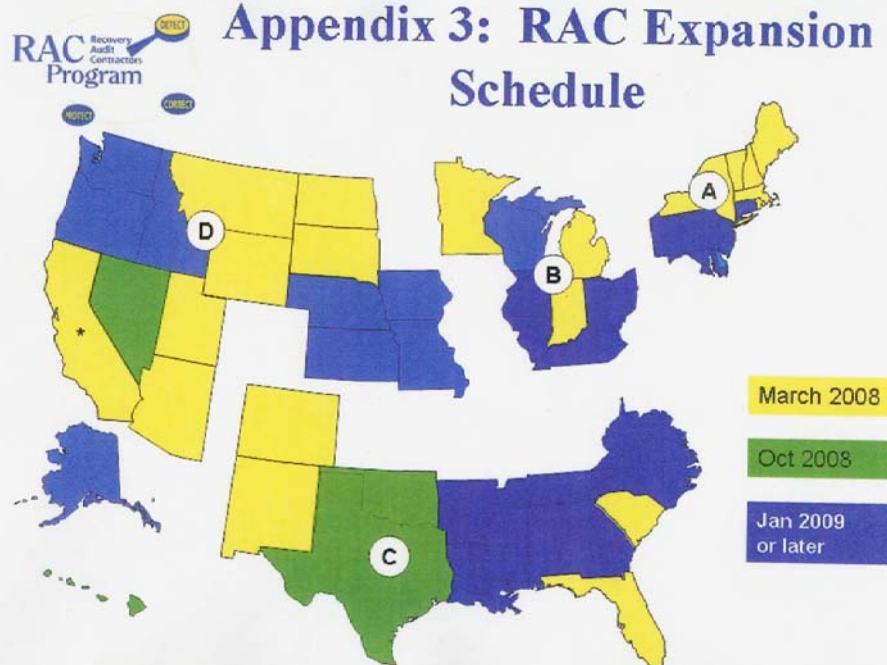 DETECT
RAC Recovery Audit Contractors
Program
PROTECT
CORRECT
Appendix 3: RAC Expansion
Schedule
A
D
B
*
C
March 2008
Oct 2008
Jan 2009
or later